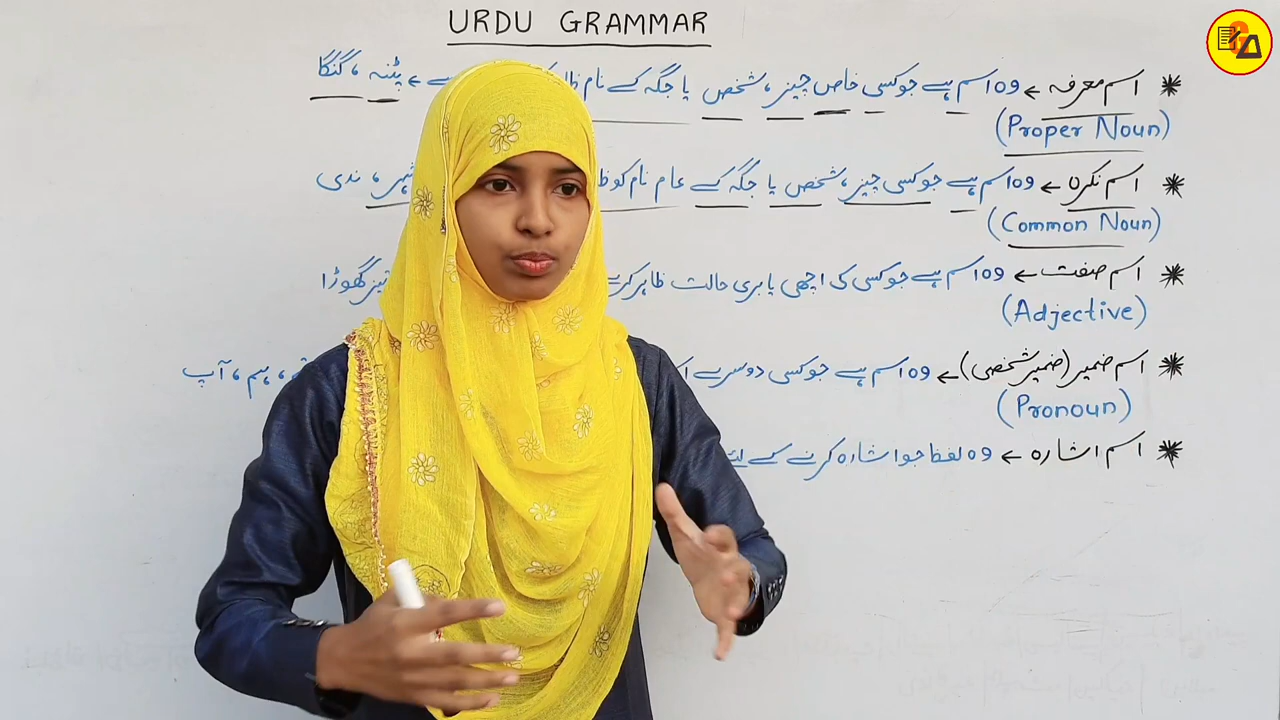 URDU GRAMMAR
اسم معرفہ ← وہ اسم ہے جو کسی خاص چیز، شخص یا جگہ کے نام ← پٹنہ، گنگا
(Proper Noun)
اسم نکرہ ← وہ اسم ہے جو کسی چیز، شخص یا جگہ کے عام نام کو شہر، ندی
(Common Noun)
اسم صفت ← وہ اسم ہے جو کسی کی اچھی یا بری حالت ظاہر کرے تیز گھوڑا
(Adjective)
اسم ضمیر (ضمیر شخصی) ← وہ اسم ہے جو کسی دوسرے ، ہم، آپ
(Pronoun)
اسم اشارہ ← وہ لفظ جو اشارہ کرنے کے لئے